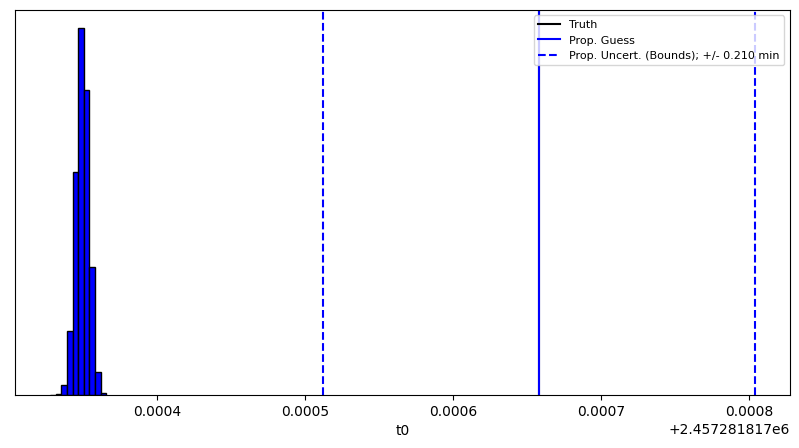 Truth
Prop. Guess
Prop. Uncert. (Bounds); +/- 0.210 min
0.0004 0.0005 0.0006 0.0007 0.0008
t0
+2.457281817e6